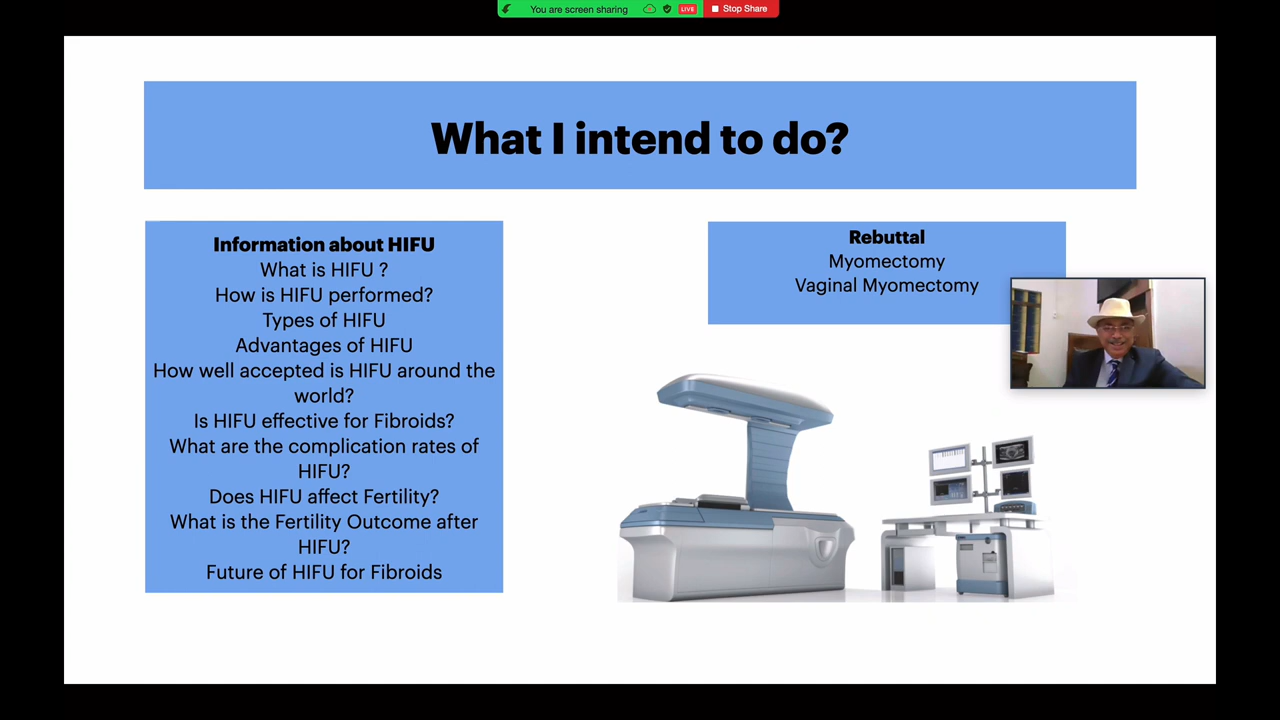 You are screen sharing
LIVE
Stop Share
What I intend to do?
Information about HIFU
What is HIFU ?
How is HIFU performed?
Types of HIFU
Advantages of HIFU
How well accepted is HIFU around the
world?
Is HIFU effective for Fibroids?
What are the complication rates of
HIFU?
Does HIFU affect Fertility?
What is the Fertility Outcome after
HIFU?
Future of HIFU for Fibroids
Rebuttal
Myomectomy
Vaginal Myomectomy